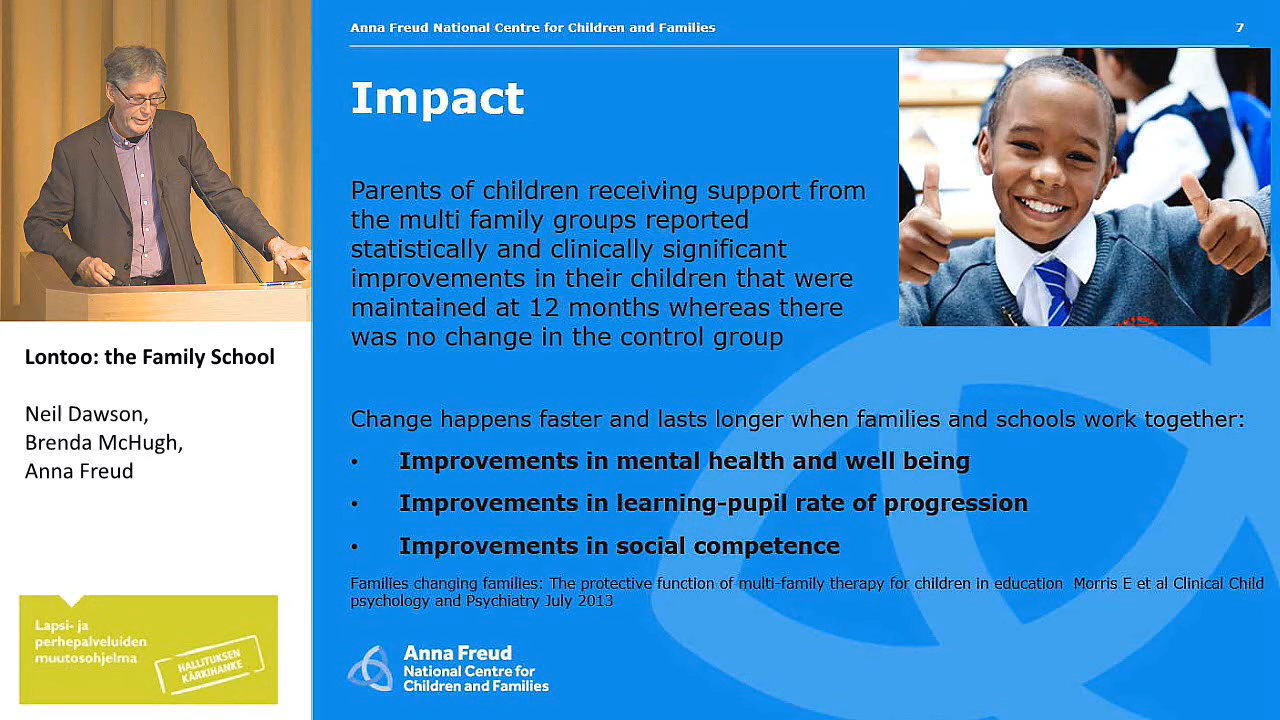 Anna Freud National Centre for Children and Families
7
Impact
Parents of children receiving support from
the multi family groups reported
statistically and clinically significant
improvements in their children that were
maintained at 12 months whereas there
was no change in the control group
Change happens faster and lasts longer when families and schools work together:
• Improvements in mental health and well being
• Improvements in learning-pupil rate of progression
• Improvements in social competence
Families changing families: The protective function of multi-family therapy for children in education Morris E et al Clinical Child
psychology and Psychiatry July 2013
Anna Freud
National Centre for
Children and Families
Lontoo: the Family School
Neil Dawson,
Brenda McHugh,
Anna Freud
Lapsi- ja
perhepalveluiden
muutosohjelma
HALLITUKSEN
KÄRKIHANKE